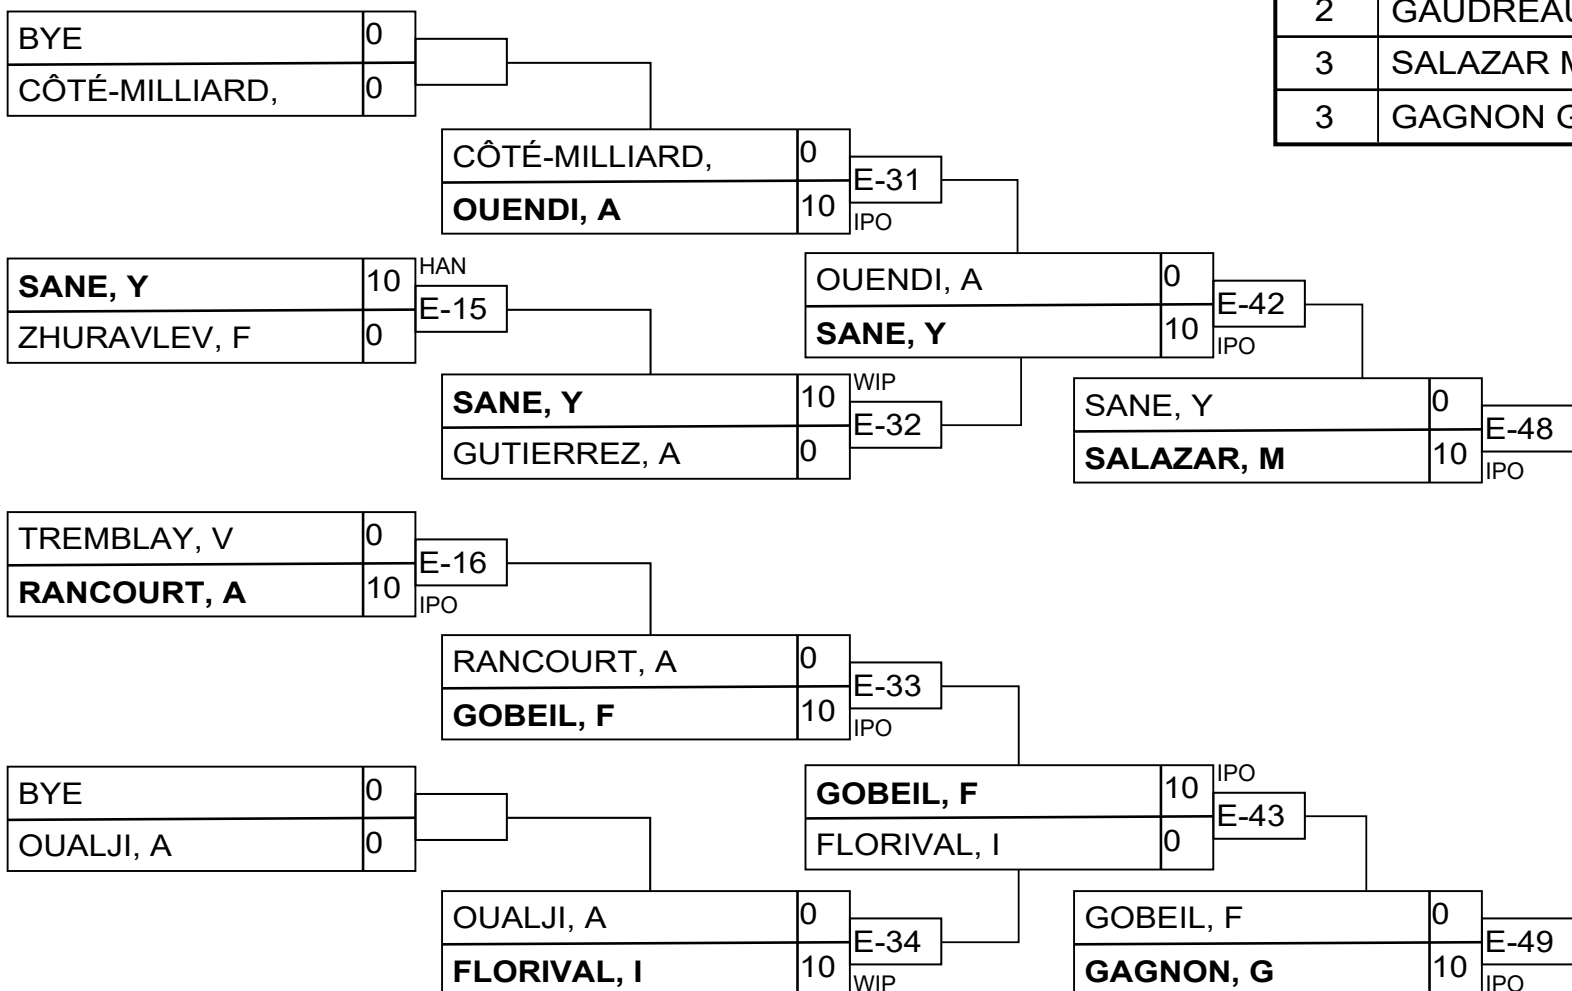 2 GAUDREAU
3 SALAZAR M
3 GAGNON G
BYE 0
CÔTÉ-MILLIARD, 0
CÔTÉ-MILLIARD, 0
E-31
OUENDI, A 10
IPO
SANE, Y 10
HAN
E-15
ZHURAVLEV, F 0
OUENDI, A 0
E-42
SANE, Y 10
IPO
SANE, Y 10
WIP
E-32
GUTIERREZ, A 0
SANE, Y 0
E-48
SALAZAR, M 10
IPO
TREMBLAY, V 0
E-16
RANCOURT, A 10
IPO
RANCOURT, A 0
E-33
GOBEIL, F 10
IPO
BYE 0
OUALJI, A 0
GOBEIL, F 10
IPO
E-43
FLORIVAL, I 0
OUALJI, A 0
E-34
FLORIVAL, I 10
WIP
GOBEIL, F 0
E-49
GAGNON, G 10
IPO